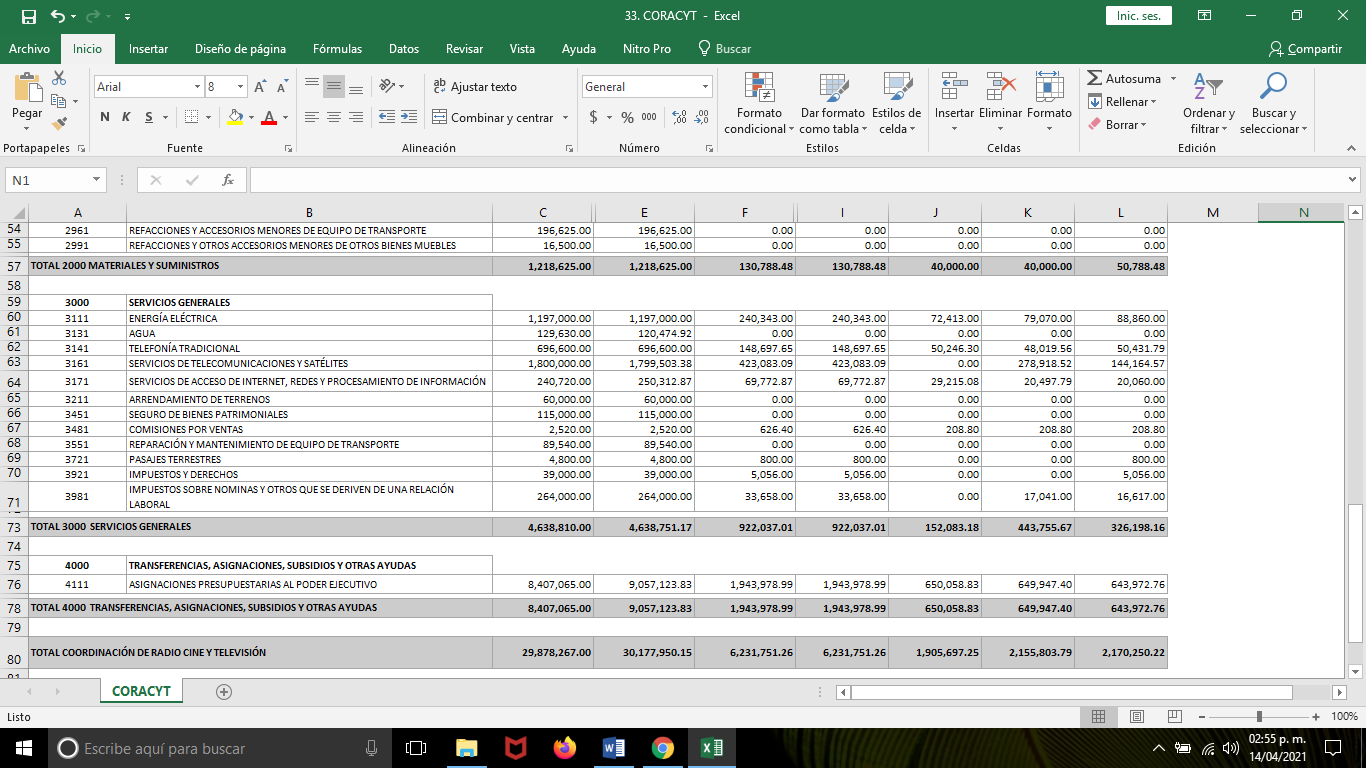 33. CORACYT - Excel
Inic. ses.
Archivo Inicio Insertar Diseño de página Fórmulas Datos Revisar Vista Ayuda Nitro Pro Buscar Compartir
Pegar
Arial 8
N K S
Ajustar texto
Combinar y centrar
General
$ % 000
Formato condicional
Dar formato como tabla
Estilos de celda
Insertar Eliminar Formato
Autosuma
Rellenar
Borrar
Ordenar y filtrar
Buscar y seleccionar
Portapapeles Fuente Alineación Número Estilos Celdas Edición
N1 fx
A B C E F I J K L M N
54 2961 REFACCIONES Y ACCESORIOS MENORES DE EQUIPO DE TRANSPORTE 196,625.00 196,625.00 0.00 0.00 0.00 0.00 0.00
55 2991 REFACCIONES Y OTROS ACCESORIOS MENORES DE OTROS BIENES MUEBLES 16,500.00 16,500.00 0.00 0.00 0.00 0.00 0.00
57 TOTAL 2000 MATERIALES Y SUMINISTROS 1,218,625.00 1,218,625.00 130,788.48 130,788.48 40,000.00 40,000.00 50,788.48
58
59 3000 SERVICIOS GENERALES
60 3111 ENERGÍA ELÉCTRICA 1,197,000.00 1,197,000.00 240,343.00 240,343.00 72,413.00 79,070.00 88,860.00
61 3131 AGUA 129,630.00 120,474.92 0.00 0.00 0.00 0.00 0.00
62 3141 TELEFONÍA TRADICIONAL 696,600.00 696,600.00 148,697.65 148,697.65 50,246.30 48,019.56 50,431.79
63 3161 SERVICIOS DE TELECOMUNICACIONES Y SATÉLITES 1,800,000.00 1,799,503.38 423,083.09 423,083.09 0.00 278,918.52 144,164.57
64 3171 SERVICIOS DE ACCESO DE INTERNET, REDES Y PROCESAMIENTO DE INFORMACIÓN 240,720.00 250,312.87 69,772.87 69,772.87 29,215.08 20,497.79 20,060.00
65 3211 ARRENDAMIENTO DE TERRENOS 60,000.00 60,000.00 0.00 0.00 0.00 0.00 0.00
66 3451 SEGURO DE BIENES PATRIMONIALES 115,000.00 115,000.00 0.00 0.00 0.00 0.00 0.00
67 3481 COMISIONES POR VENTAS 2,520.00 2,520.00 626.40 626.40 208.80 208.80 208.80
68 3551 REPARACIÓN Y MANTENIMIENTO DE EQUIPO DE TRANSPORTE 89,540.00 89,540.00 0.00 0.00 0.00 0.00 0.00
69 3721 PASAJES TERRESTRES 4,800.00 4,800.00 800.00 800.00 0.00 0.00 800.00
70 3921 IMPUESTOS Y DERECHOS 39,000.00 39,000.00 5,056.00 5,056.00 0.00 0.00 5,056.00
71 3981 IMPUESTOS SOBRE NOMINAS Y OTROS QUE SE DERIVEN DE UNA RELACIÓN
LABORAL 264,000.00 264,000.00 33,658.00 33,658.00 0.00 17,041.00 16,617.00
73 TOTAL 3000 SERVICIOS GENERALES 4,638,810.00 4,638,751.17 922,037.01 922,037.01 152,083.18 443,755.67 326,198.16
74
75 4000 TRANSFERENCIAS, ASIGNACIONES, SUBSIDIOS Y OTRAS AYUDAS
76 4111 ASIGNACIONES PRESUPUESTARIAS AL PODER EJECUTIVO 8,407,065.00 9,057,123.83 1,943,978.99 1,943,978.99 650,058.83 649,947.40 643,972.76
78 TOTAL 4000 TRANSFERENCIAS, ASIGNACIONES, SUBSIDIOS Y OTRAS AYUDAS 8,407,065.00 9,057,123.83 1,943,978.99 1,943,978.99 650,058.83 649,947.40 643,972.76
79
80 TOTAL COORDINACIÓN DE RADIO CINE Y TELEVISIÓN 29,878,267.00 30,177,950.15 6,231,751.26 6,231,751.26 1,905,697.25 2,155,803.79 2,170,250.22
CORACYT
Listo 100%
Escribe aquí para buscar
02:55 p. m.
14/04/2021